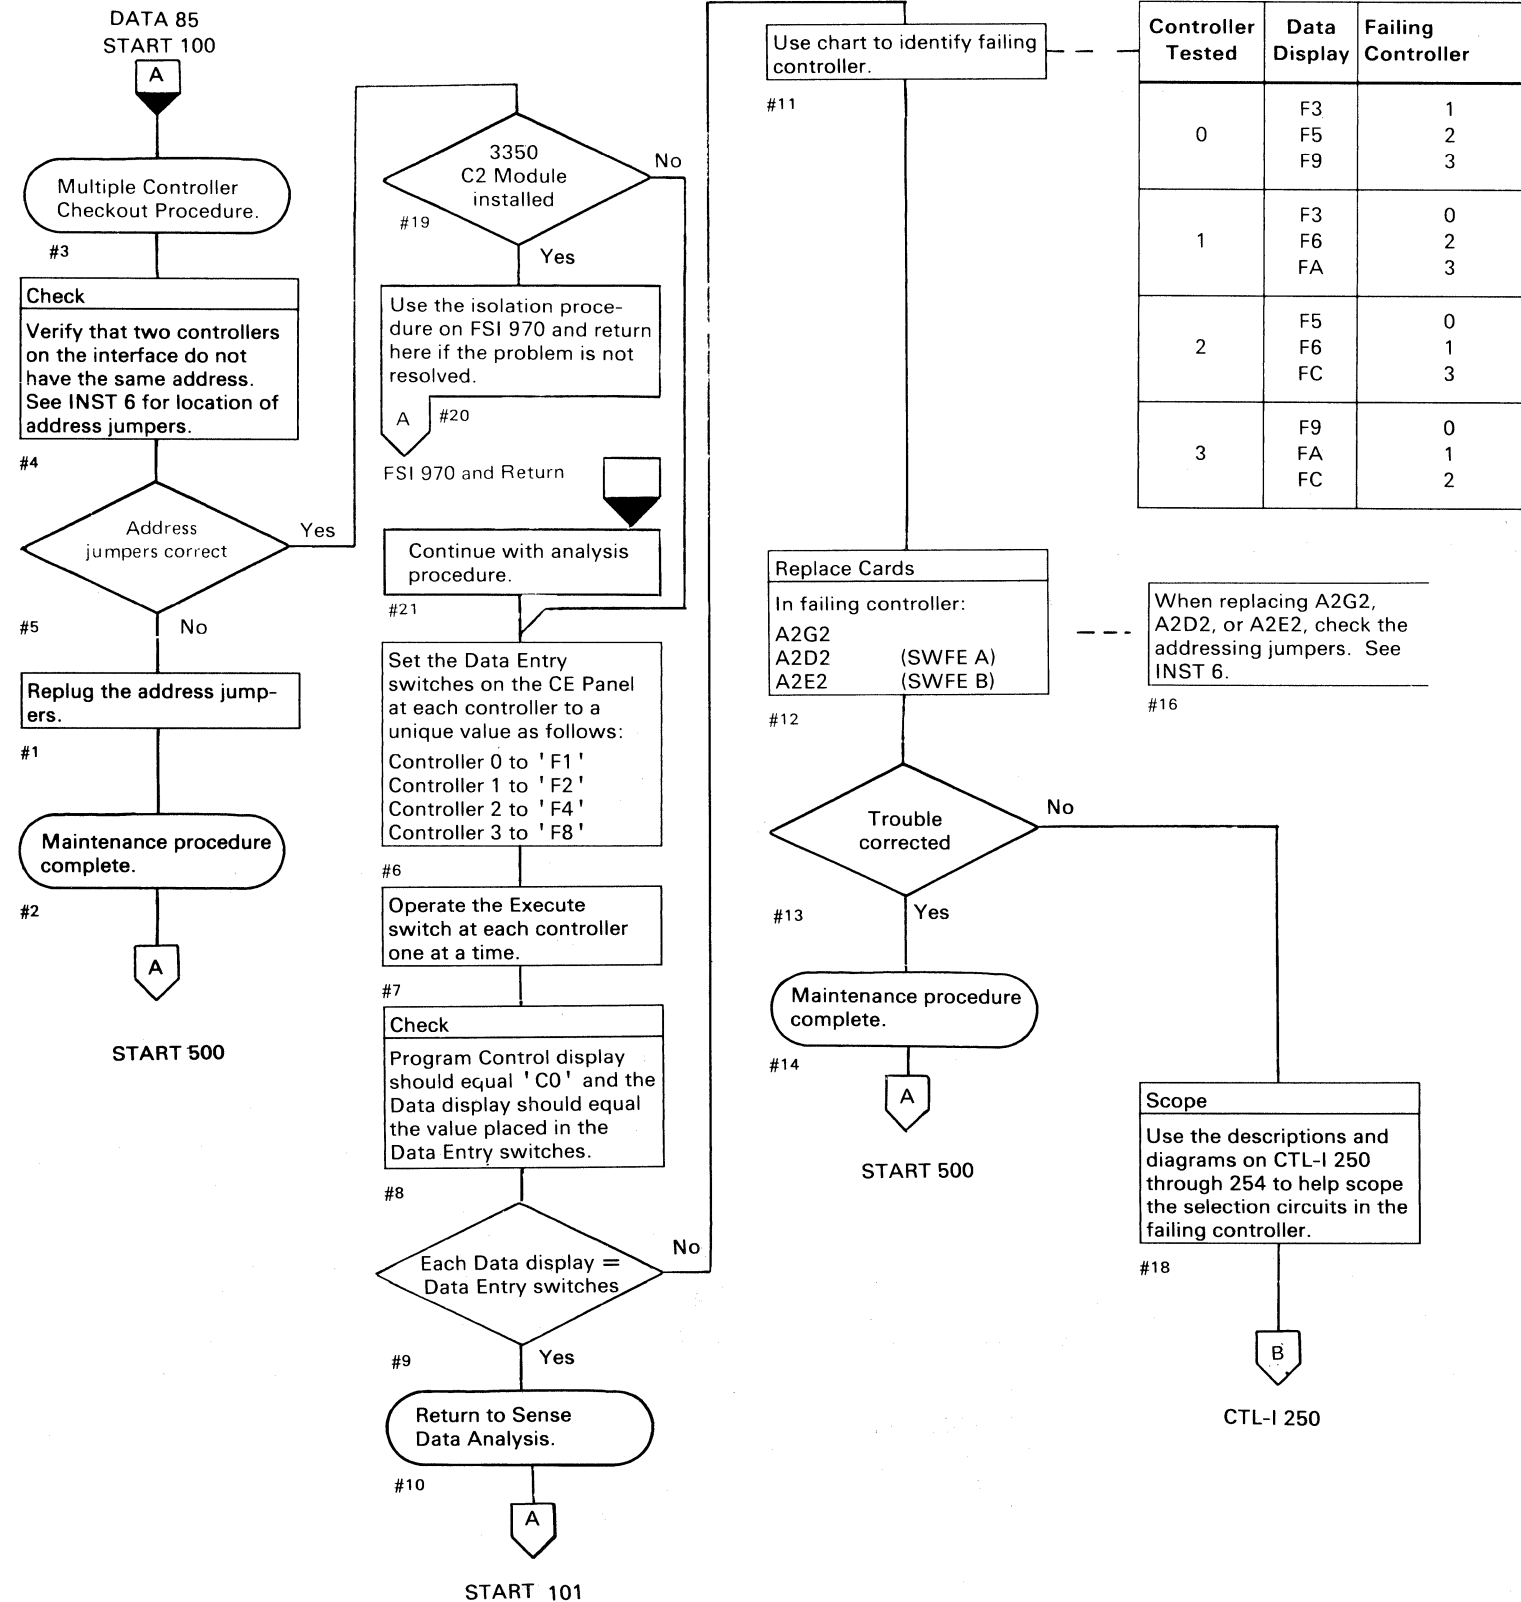 DATA 85
START 100
A
Multiple Controller
Checkout Procedure.
#3
Check
Verify that two controllers
on the interface do not
have the same address.
See INST 6 for location of
address jumpers.
#4
Address
jumpers correct
Yes
#5
No
Replug the address jump-
ers.
#1
Maintenance procedure
complete.
#2
A
START 500
3350
C2 Module
installed
No
#19
Yes
Use the isolation proce-
dure on FSI 970 and return
here if the problem is not
resolved.
A
#20
FSI 970 and Return
Continue with analysis
procedure.
#21
Set the Data Entry
switches on the CE Panel
at each controller to a
unique value as follows:
Controller 0 to 'F1'
Controller 1 to 'F2'
Controller 2 to 'F4'
Controller 3 to 'F8'
#6
Operate the Execute
switch at each controller
one at a time.
#7
Check
Program Control display
should equal 'C0' and the
Data display should equal
the value placed in the
Data Entry switches.
#8
Each Data display =
Data Entry switches
No
#9
Yes
Return to Sense
Data Analysis.
#10
A
START 101
Use chart to identify failing
controller.
#11
Controller Tested Data Display Failing Controller
F3 1
0 F5 2
F9 3
F3 0
1 F6 2
FA 3
F5 0
2 F6 1
FC 3
F9 0
3 FA 1
FC 2
Replace Cards
In failing controller:
A2G2
A2D2 (SWFE A)
A2E2 (SWFE B)
#12
When replacing A2G2,
A2D2, or A2E2, check the
addressing jumpers. See
INST 6.
#16
Trouble
corrected
No
#13
Yes
Maintenance procedure
complete.
#14
A
START 500
Scope
Use the descriptions and
diagrams on CTL-I 250
through 254 to help scope
the selection circuits in the
failing controller.
#18
B
CTL-I 250